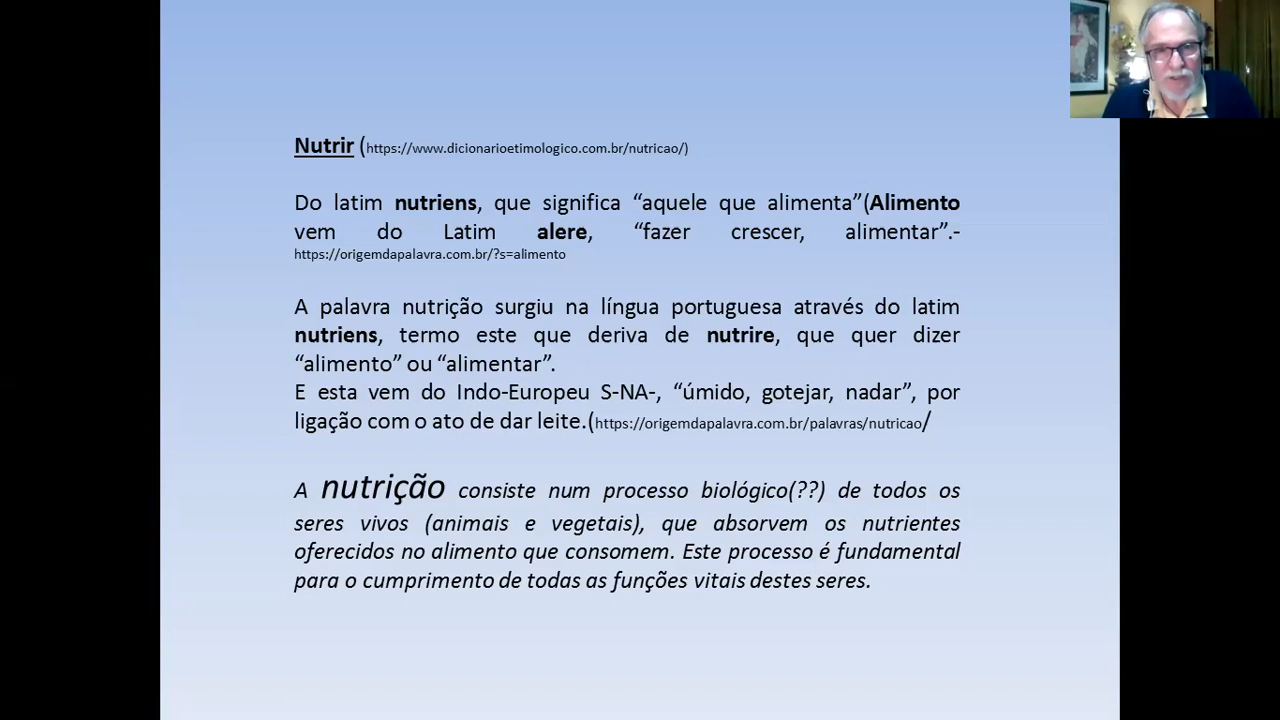 Nutrir (https://www.dicionarioetimologico.com.br/nutricao/)
Do latim nutriens, que significa “aquele que alimenta”(Alimento
vem do Latim alere, “fazer crescer, alimentar”.-
https://origemdapalavra.com.br/?s=alimento
A palavra nutrição surgiu na língua portuguesa através do latim
nutriens, termo este que deriva de nutrire, que quer dizer
“alimento” ou “alimentar”.
E esta vem do Indo-Europeu S-NA-, “úmido, gotejar, nadar”, por
ligação com o ato de dar leite.(https://origemdapalavra.com.br/palavras/nutricao/
A nutrição consiste num processo biológico(??) de todos os
seres vivos (animais e vegetais), que absorvem os nutrientes
oferecidos no alimento que consomem. Este processo é fundamental
para o cumprimento de todas as funções vitais destes seres.